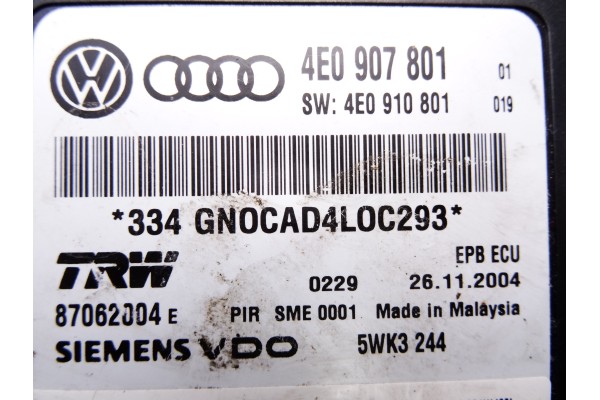 4E0 907 801 01
SW: 4E0 910 801 019
*334 GNOCAD4LOC293*
TRW EPB ECU
0229 26.11.2004
87062004 E PIR SME 0001 Made in Malaysia
SIEMENS VDO 5WK3 244